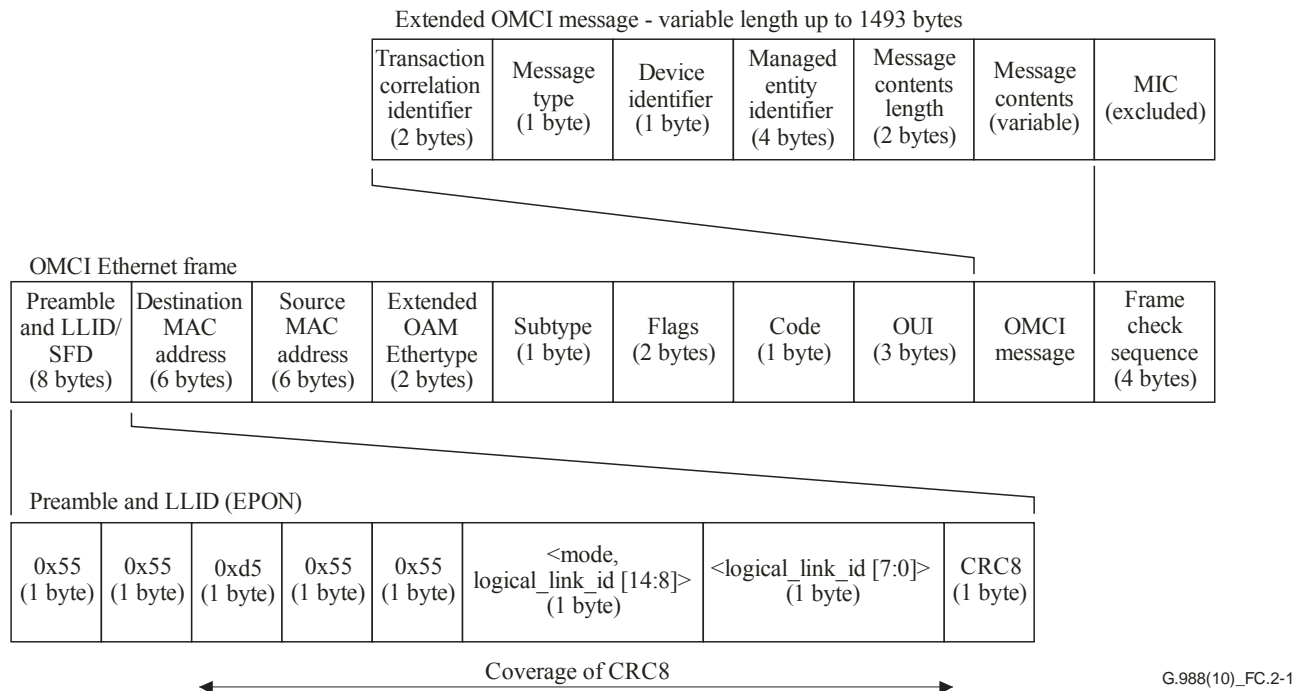 Extended OMCI message - variable length up to 1493 bytes
Transaction
correlation
identifier
(2 bytes)
Message
type
(1 byte)
Device
identifier
(1 byte)
Managed
entity
identifier
(4 bytes)
Message
contents
length
(2 bytes)
Message
contents
(variable)
MIC
(excluded)
OMCI Ethernet frame
Preamble
and LLID/
SFD
(8 bytes)
Destination
MAC
address
(6 bytes)
Source
MAC
address
(6 bytes)
Extended
OAM
Ethertype
(2 bytes)
Subtype
(1 byte)
Flags
(2 bytes)
Code
(1 byte)
OUI
(3 bytes)
OMCI
message
Frame
check
sequence
(4 bytes)
Preamble and LLID (EPON)
0x55
(1 byte)
0x55
(1 byte)
0xd5
(1 byte)
0x55
(1 byte)
0x55
(1 byte)
<mode,
logical_link_id [14:8]>
(1 byte)
<logical_link_id [7:0]>
(1 byte)
CRC8
(1 byte)
Coverage of CRC8
G.988(10)_FC.2-1